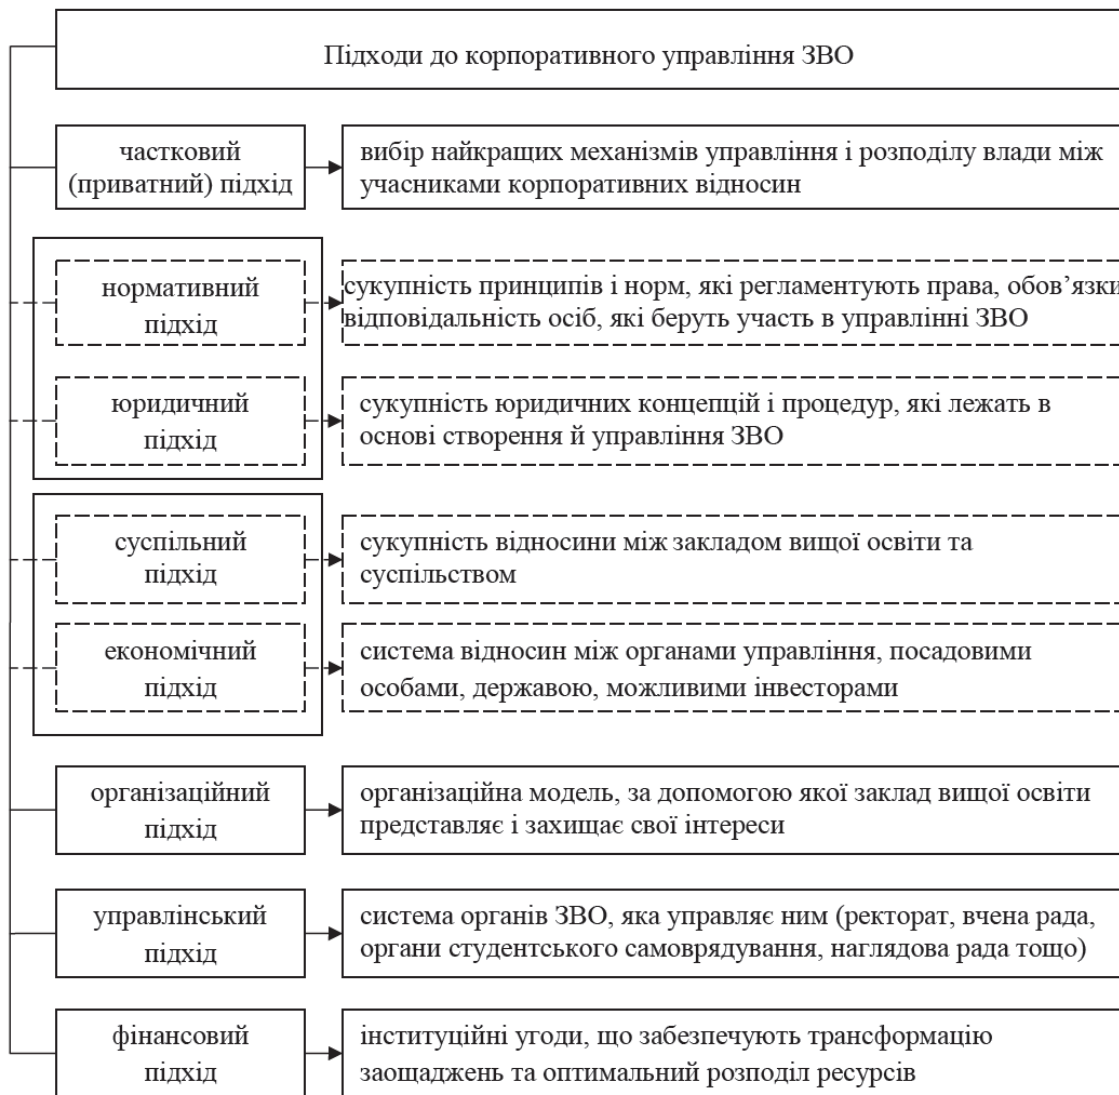 Підходи до корпоративного управління ЗВО
частковий
(приватний) підхід
вибір найкращих механізмів управління і розподілу влади між
учасниками корпоративних відносин
нормативний
підхід
сукупність принципів і норм, які регламентують права, обов’язки
відповідальність осіб, які беруть участь в управлінні ЗВО
юридичний
підхід
сукупність юридичних концепцій і процедур, які лежать в
основі створення й управління ЗВО
суспільний
підхід
сукупність відносини між закладом вищої освіти та
суспільством
економічний
підхід
система відносин між органами управління, посадовими
особами, державою, можливими інвесторами
організаційний
підхід
організаційна модель, за допомогою якої заклад вищої освіти
представляє і захищає свої інтереси
управлінський
підхід
система органів ЗВО, яка управляє ним (ректорат, вчена рада,
органи студентського самоврядування, наглядова рада тощо)
фінансовий
підхід
інституційні угоди, що забезпечують трансформацію
заощаджень та оптимальний розподіл ресурсів